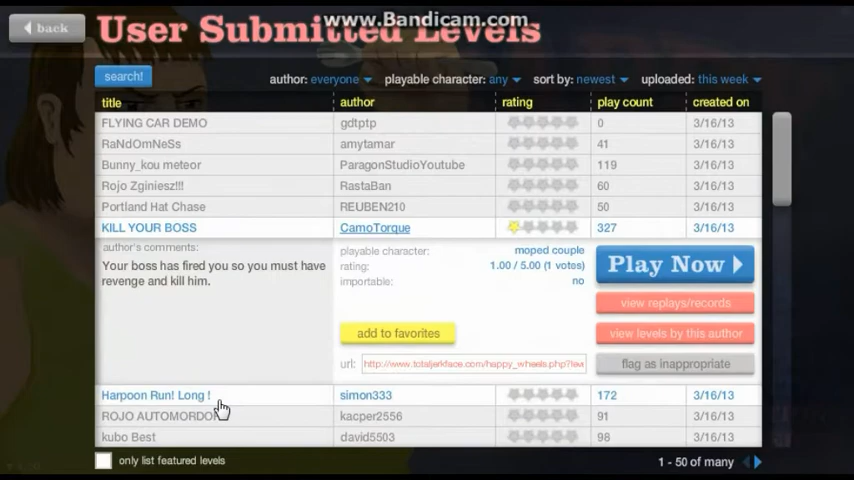 www.Bandicam.com
back
User Submitted Levels
search!
author: everyone playable character: any sort by: newest uploaded: this week
title author rating play count created on
FLYING CAR DEMO gdtptp 0 3/16/13
RaNdOmNeSs amytamar 41 3/16/13
Bunny_kou meteor ParagonStudioYoutube 119 3/16/13
Rojo Zginiesz!!! RastaBan 60 3/16/13
Portland Hat Chase REUBEN210 50 3/16/13
KILL YOUR BOSS CamoTorque 327 3/16/13
author's comments:
Your boss has fired you so you must have
revenge and kill him.
playable character: moped couple
rating: 1.00 / 5.00 (1 votes)
importable: no
Play Now
view replays/records
add to favorites
view levels by this author
url: http://www.totaljerkface.com/happy_wheels.php?lev
flag as inappropriate
Harpoon Run! Long ! simon333 172 3/16/13
ROJO AUTOMORDO kacper2556 91 3/16/13
kubo Best david5503 98 3/16/13
only list featured levels
1 - 50 of many